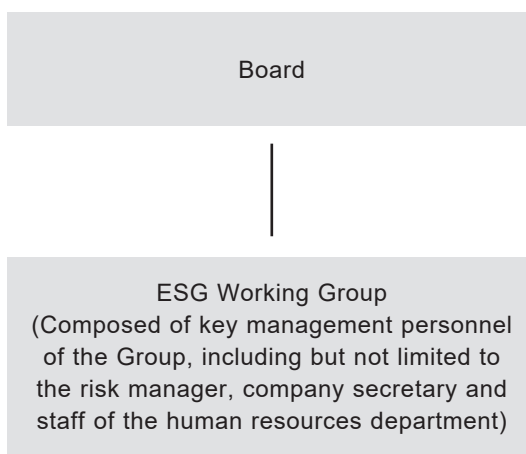 Board
ESG Working Group
(Composed of key management personnel
of the Group, including but not limited to
the risk manager, company secretary and
staff of the human resources department)